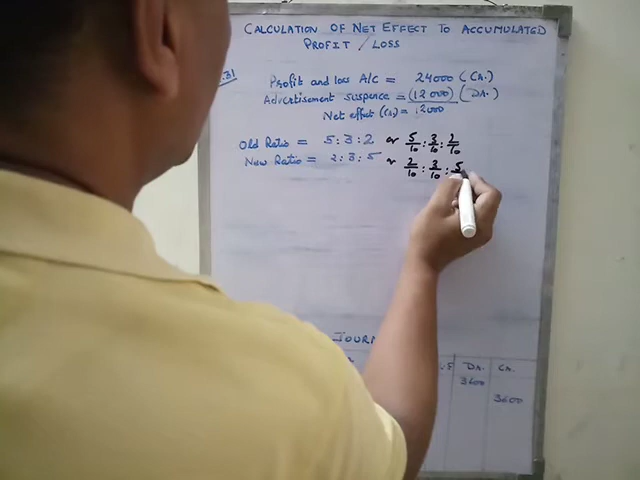 CALCULATION OF NET EFFECT TO ACCUMULATED
PROFIT / LOSS
.31
Profit and loss A/C = 24000 (CR.)
Advertisement suspence = (12000) (DR.)
Net effect (CR) = 12000
Old Ratio = 5:3:2 or 5/10 : 3/10 : 2/10
New Ratio = 2:3:5 or 2/10 : 3/10 : 5
JOURN
DR. CR.
3600
3600